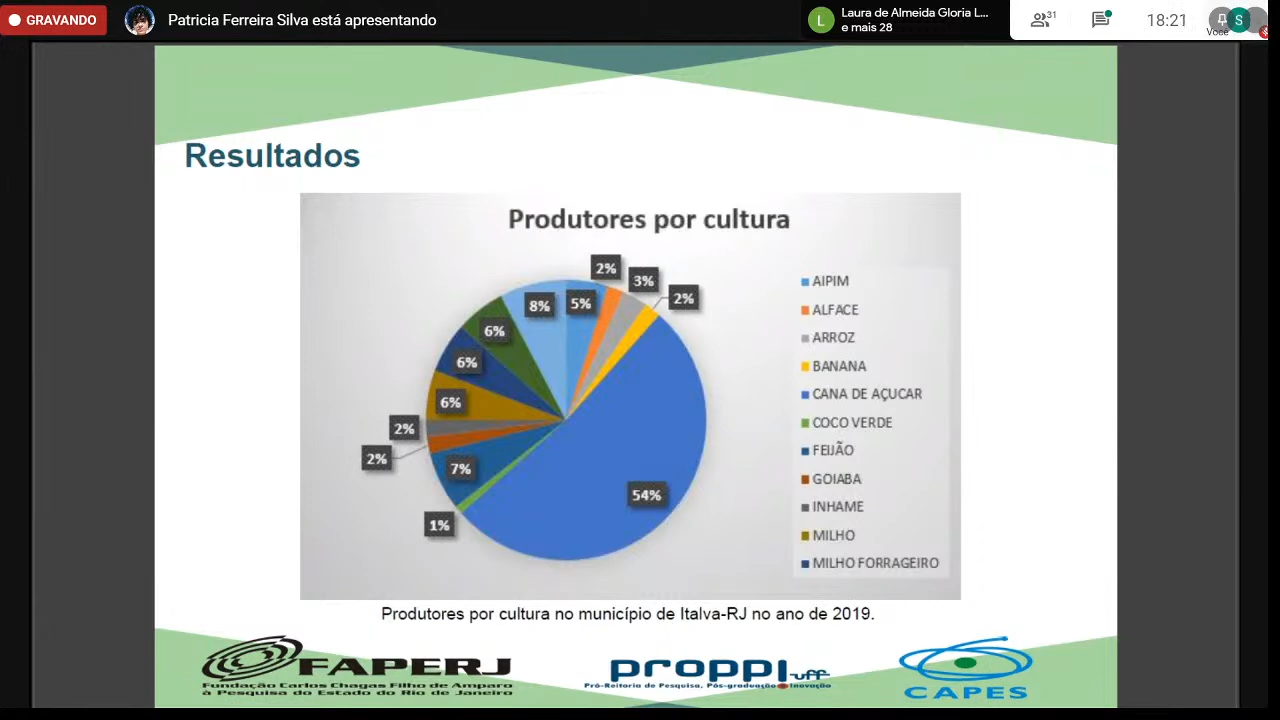 GRAVANDO
Patricia Ferreira Silva está apresentando
L
Laura de Almeida Gloria L...
e mais 28
31
18:21
S
Você
Resultados
Produtores por cultura
2%
3%
2%
8%
5%
6%
6%
6%
2%
2%
7%
1%
54%
AIPIM
ALFACE
ARROZ
BANANA
CANA DE AÇUCAR
COCO VERDE
FEIJÃO
GOIABA
INHAME
MILHO
MILHO FORRAGEIRO
Produtores por cultura no município de Italva-RJ no ano de 2019.
FAPERJ
Fundação Carlos Chagas Filho de Amparo
à Pesquisa do Estado do Rio de Janeiro
proppi uff
Pró-Reitoria de Pesquisa, Pós-graduação e Inovação
CAPES